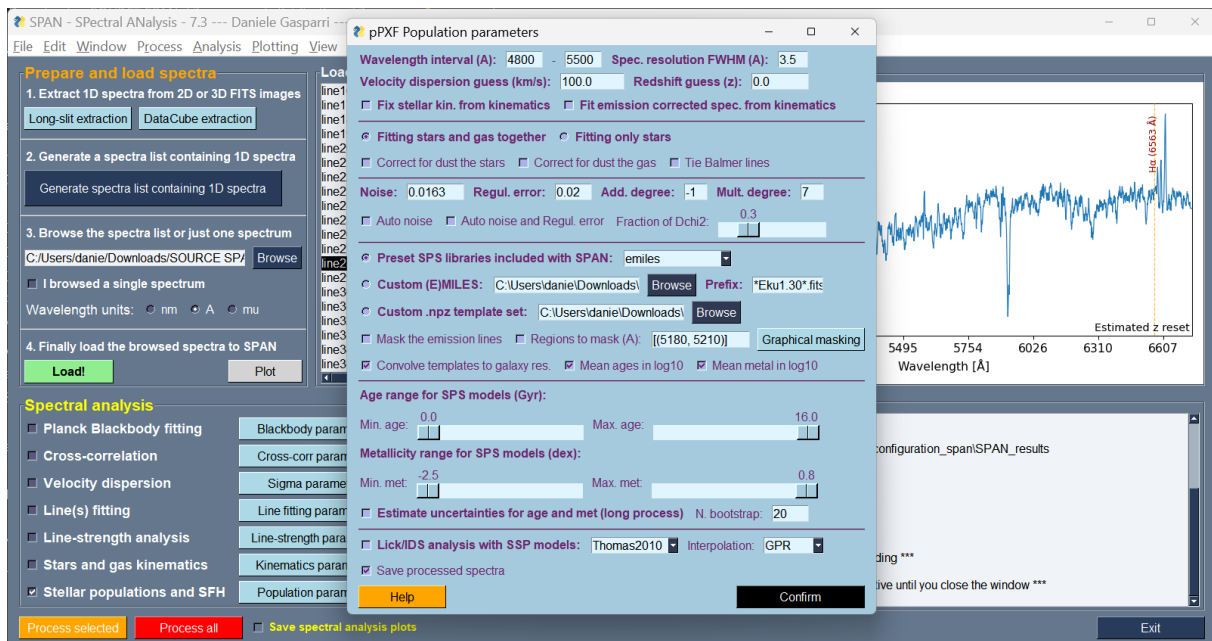 SPAN - SPectral ANalysis - 7.3 --- Daniele Gasparri ---
File Edit Window Process Analysis Plotting View
Prepare and load spectra
1. Extract 1D spectra from 2D or 3D FITS images
Long-slit extraction DataCube extraction
2. Generate a spectra list containing 1D spectra
Generate spectra list containing 1D spectra
3. Browse the spectra list or just one spectrum
C:/Users/danie/Downloads/SOURCE SPA Browse
I browsed a single spectrum
Wavelength units: nm A mu
4. Finally load the browsed spectra to SPAN
Load! Plot
Spectral analysis
Planck Blackbody fitting Blackbody param
Cross-correlation Cross-corr param
Velocity dispersion Sigma parame
Line(s) fitting Line fitting param
Line-strength analysis Line-strength para
Stars and gas kinematics Kinematics param
Stellar populations and SFH Population param
Process selected Process all Save spectral analysis plots
pPXF Population parameters
Wavelength interval (A): 4800 - 5500 Spec. resolution FWHM (A): 3.5
Velocity dispersion guess (km/s): 100.0 Redshift guess (z): 0.0
Fix stellar kin. from kinematics Fit emission corrected spec. from kinematics
Fitting stars and gas together Fitting only stars
Correct for dust the stars Correct for dust the gas Tie Balmer lines
Noise: 0.0163 Regul. error: 0.02 Add. degree: -1 Mult. degree: 7
Auto noise Auto noise and Regul. error Fraction of Dchi2: 0.3
Preset SPS libraries included with SPAN: emiles
Custom (E)MILES: C:\Users\danie\Downloads\ Browse Prefix: *Eku1.30*.fits
Custom .npz template set: C:\Users\danie\Downloads\ Browse
Mask the emission lines Regions to mask (A): [(5180, 5210)] Graphical masking
Convolve templates to galaxy res. Mean ages in log10 Mean metal in log10
Age range for SPS models (Gyr):
Min. age: 0.0 Max. age: 16.0
Metallicity range for SPS models (dex):
Min. met: -2.5 Max. met: 0.8
Estimate uncertainties for age and met (long process) N. bootstrap: 20
Lick/IDS analysis with SSP models: Thomas2010 Interpolation: GPR
Save processed spectra
Help Confirm
Hα (6563 Å)
Estimated z reset
5495 5754 6026 6310 6607
Wavelength [Å]
configuration_span\SPAN_results
ding ***
tive until you close the window ***
Exit